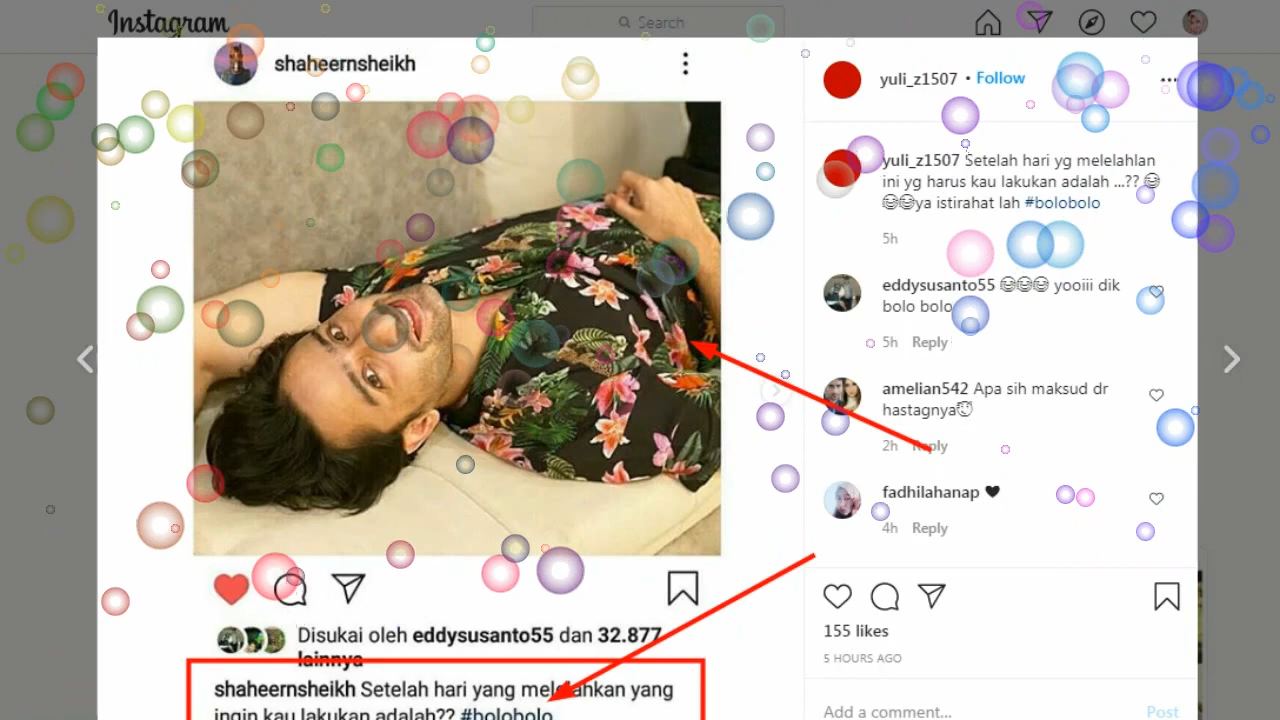 Instagram
Search
shaheernsheikh
Disukai oleh eddysusanto55 dan 32.877
lainnya
shaheernsheikh Setelah hari yang melelahkan yang
ingin kau lakukan adalah?? #bolobolo
yuli_z1507 • Follow
yuli_z1507 Setelah hari yg melelahlan
ini yg harus kau lakukan adalah ...?? 😅
😅😅ya istirahat lah #bolobolo
5h
eddysusanto55 😅😅😅 yooiii dik
bolo bolo
5h Reply
amelian542 Apa sih maksud dr
hastagnya😇
2h Reply
fadhilahanap 🖤
4h Reply
155 likes
5 HOURS AGO
Add a comment... Post